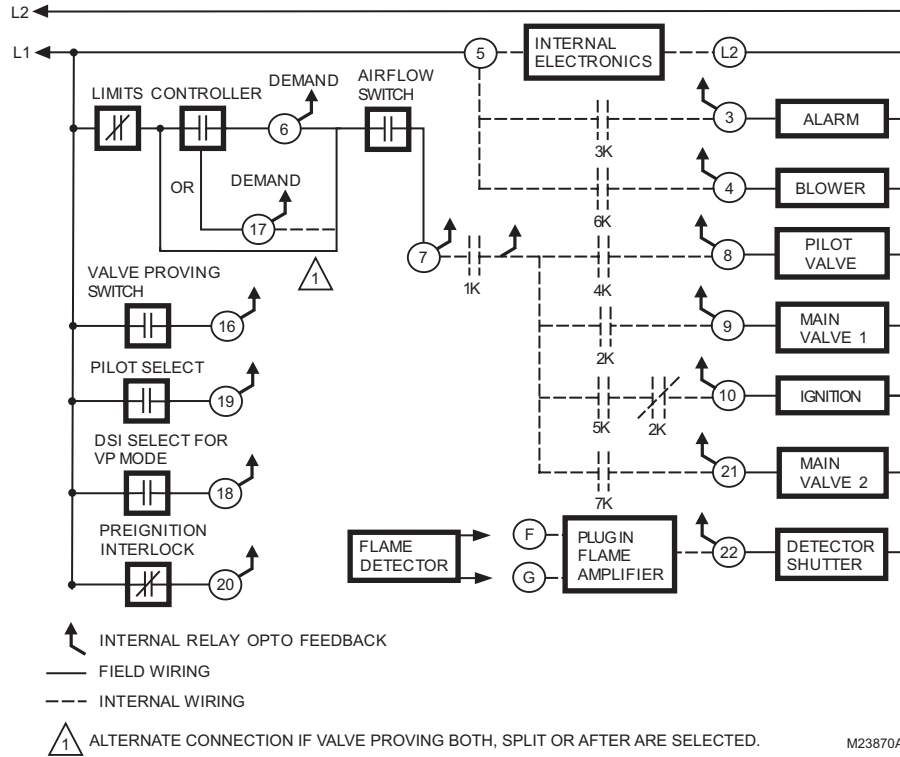 L2
L1
5
INTERNAL
ELECTRONICS
L2
LIMITS CONTROLLER
DEMAND
AIRFLOW
SWITCH
6
3K
3
ALARM
OR
DEMAND
17
6K
4
BLOWER
1
7
1K
4K
8
PILOT
VALVE
VALVE PROVING
SWITCH
16
2K
9
MAIN
VALVE 1
PILOT SELECT
19
5K
2K
10
IGNITION
DSI SELECT FOR
VP MODE
18
7K
21
MAIN
VALVE 2
PREIGNITION
INTERLOCK
20
FLAME
DETECTOR
F
G
PLUG IN
FLAME
AMPLIFIER
22
DETECTOR
SHUTTER
INTERNAL RELAY OPTO FEEDBACK
FIELD WIRING
INTERNAL WIRING
1 ALTERNATE CONNECTION IF VALVE PROVING BOTH, SPLIT OR AFTER ARE SELECTED.
M23870A